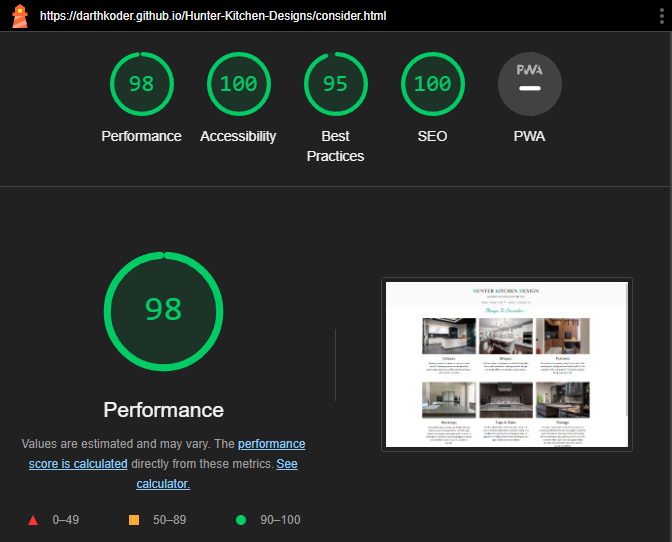 https://darthkoder.github.io/Hunter-Kitchen-Designs/consider.html
98
100
95
100
PWA
Performance
Accessibility
Best
Practices
SEO
PWA
98
HUNTER KITCHEN DESIGN
Things To Consider...
Performance
Values are estimated and may vary. The performance
score is calculated directly from these metrics. See
calculator.
0–49
50–89
90–100